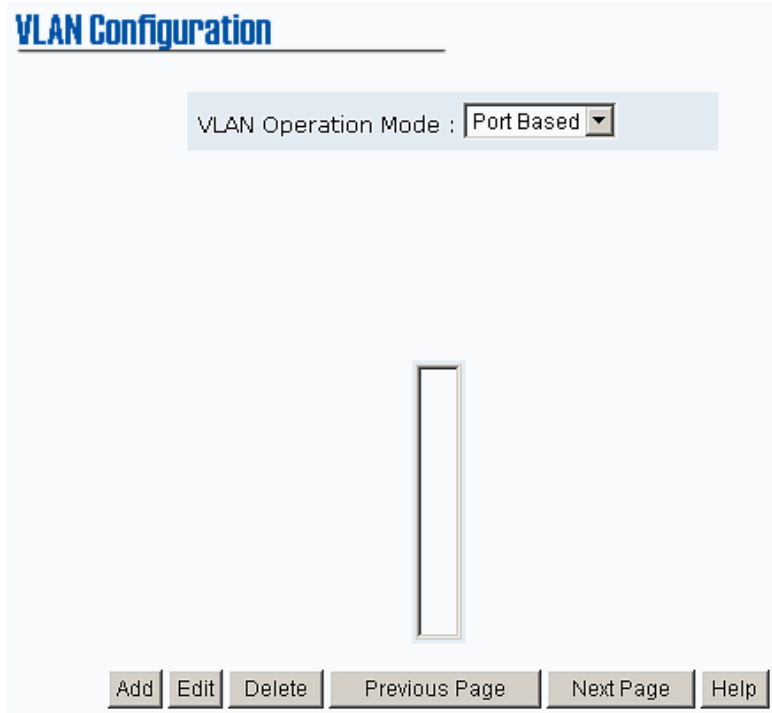 VLAN Configuration
VLAN Operation Mode : Port Based
Add Edit Delete Previous Page Next Page Help